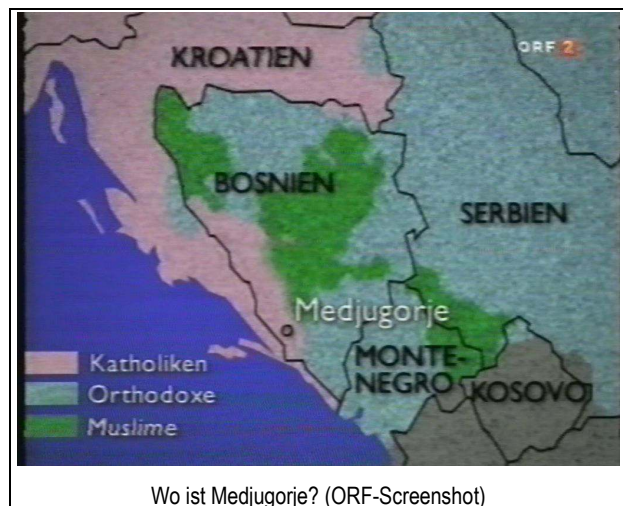 ORF 2
KROATIEN
BOSNIEN
SERBIEN
Medjugorje
MONTE-
NEGRO
KOSOVO
Katholiken
Orthodoxe
Muslime
Wo ist Medjugorje? (ORF-Screenshot)